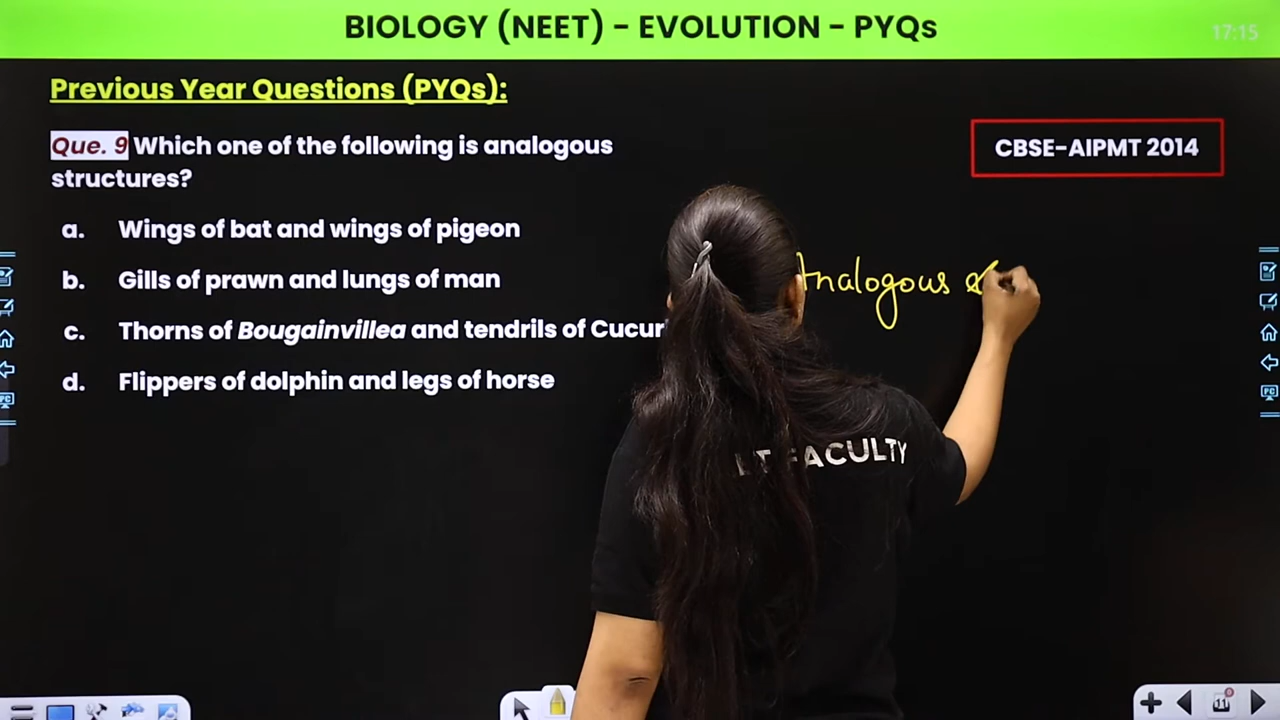 BIOLOGY (NEET) - EVOLUTION - PYQs
17:15
Previous Year Questions (PYQs):
CBSE-AIPMT 2014
Que. 9 Which one of the following is analogous
structures?
a. Wings of bat and wings of pigeon
b. Gills of prawn and lungs of man
c. Thorns of Bougainvillea and tendrils of
d. Flippers of dolphin and legs of horse
Analogous
FACULTY